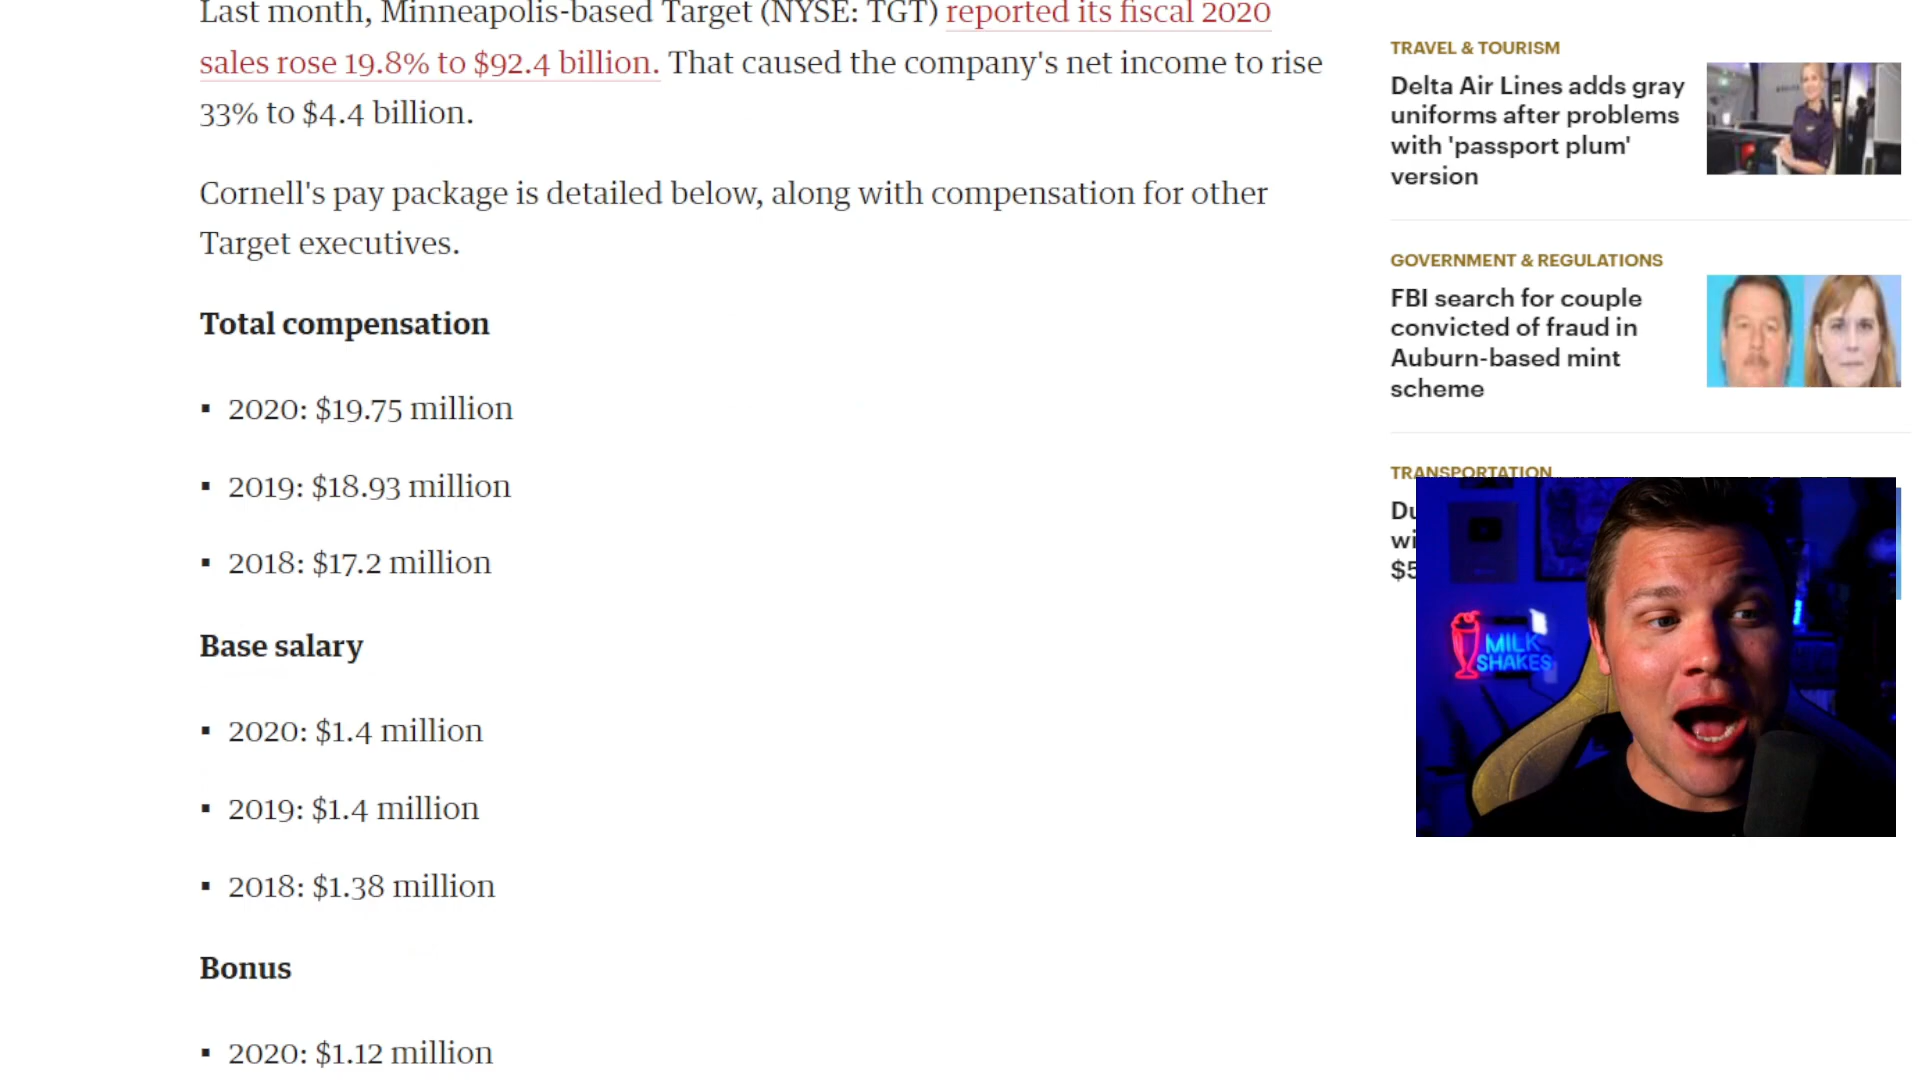 Last month, Minneapolis-based Target (NYSE: TGT) reported its fiscal 2020
sales rose 19.8% to $92.4 billion. That caused the company's net income to rise
33% to $4.4 billion.
Cornell's pay package is detailed below, along with compensation for other
Target executives.
Total compensation
▪ 2020: $19.75 million
▪ 2019: $18.93 million
▪ 2018: $17.2 million
Base salary
▪ 2020: $1.4 million
▪ 2019: $1.4 million
▪ 2018: $1.38 million
Bonus
▪ 2020: $1.12 million
TRAVEL & TOURISM
Delta Air Lines adds gray
uniforms after problems
with 'passport plum'
version
GOVERNMENT & REGULATIONS
FBI search for couple
convicted of fraud in
Auburn-based mint
scheme
TRANSPORTATION
MILK
SHAKES